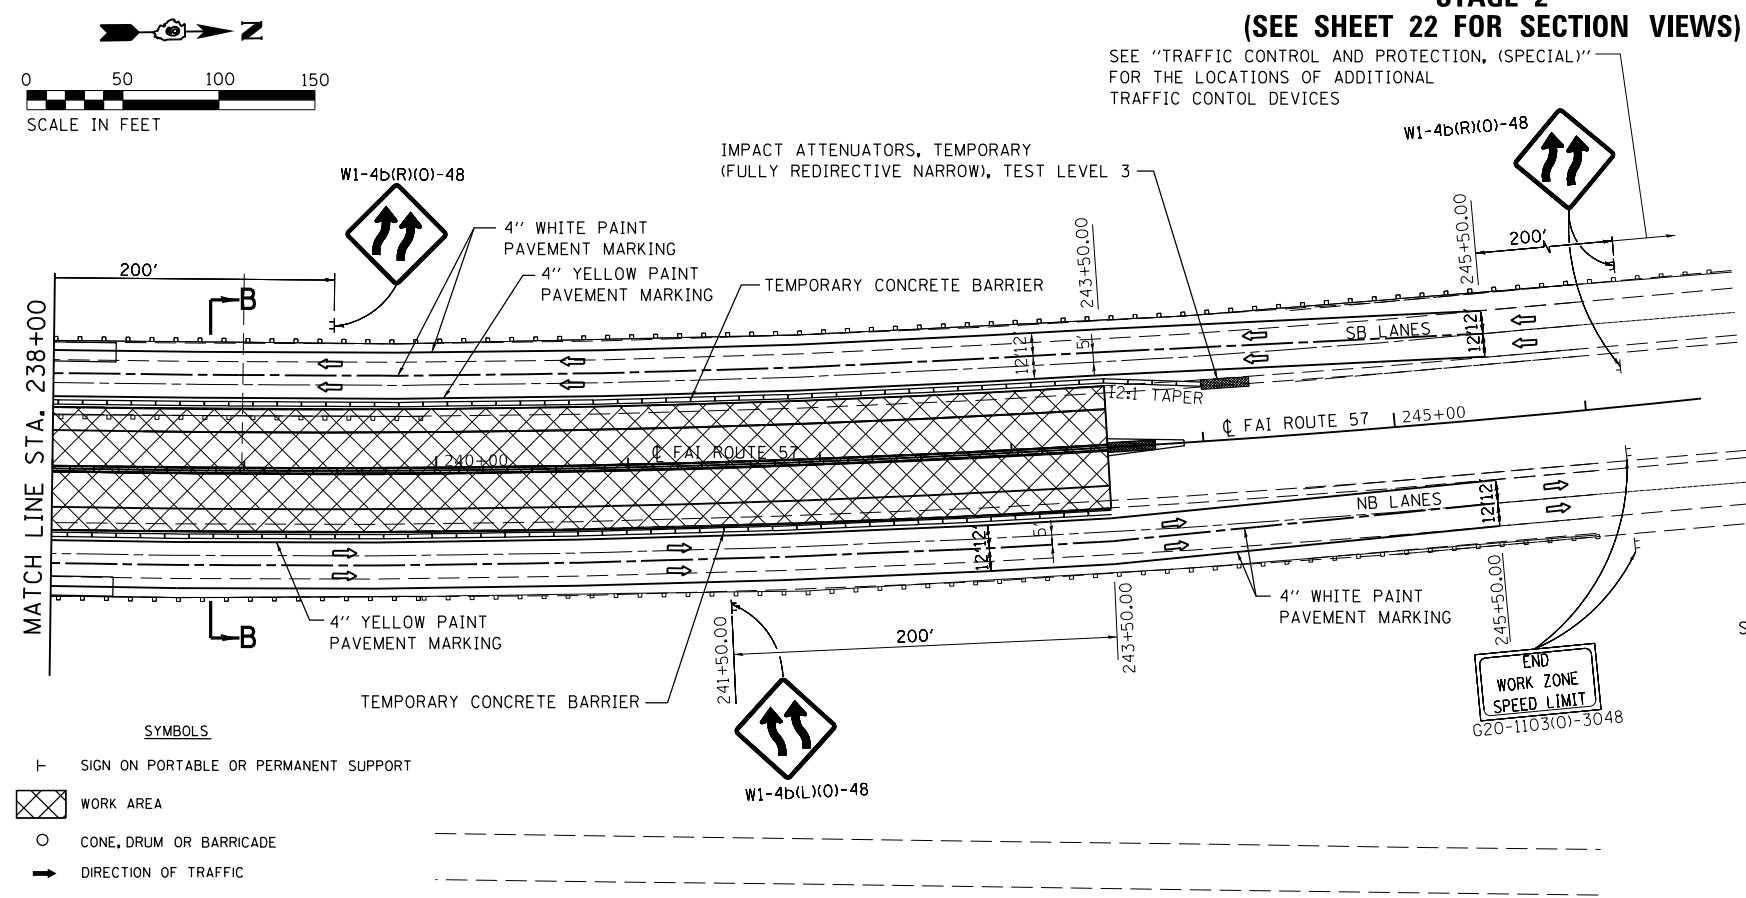 STAGE 2
(SEE SHEET 22 FOR SECTION VIEWS)
N
0 50 100 150
SCALE IN FEET
SEE "TRAFFIC CONTROL AND PROTECTION, (SPECIAL)"
FOR THE LOCATIONS OF ADDITIONAL
TRAFFIC CONTOL DEVICES
W1-4b(R)(O)-48
IMPACT ATTENUATORS, TEMPORARY
(FULLY REDIRECTIVE NARROW), TEST LEVEL 3
W1-4b(R)(O)-48
4" WHITE PAINT
PAVEMENT MARKING
4" YELLOW PAINT
PAVEMENT MARKING
TEMPORARY CONCRETE BARRIER
243+50.00
245+50.00
200'
200'
B
MATCH LINE STA. 238+00
SB LANES
12'
12'
12'
12'
5'
12:1 TAPER
℄ FAI ROUTE 57
245+00
℄ FAI ROUTE 57
240+00
NB LANES
12'
12'
12'
12'
5'
4" WHITE PAINT
PAVEMENT MARKING
4" YELLOW PAINT
PAVEMENT MARKING
B
241+50.00
200'
243+50.00
245+50.00
S
END
WORK ZONE
SPEED LIMIT
G20-1103(O)-3048
TEMPORARY CONCRETE BARRIER
W1-4b(L)(O)-48
SYMBOLS
SIGN ON PORTABLE OR PERMANENT SUPPORT
WORK AREA
CONE, DRUM OR BARRICADE
DIRECTION OF TRAFFIC